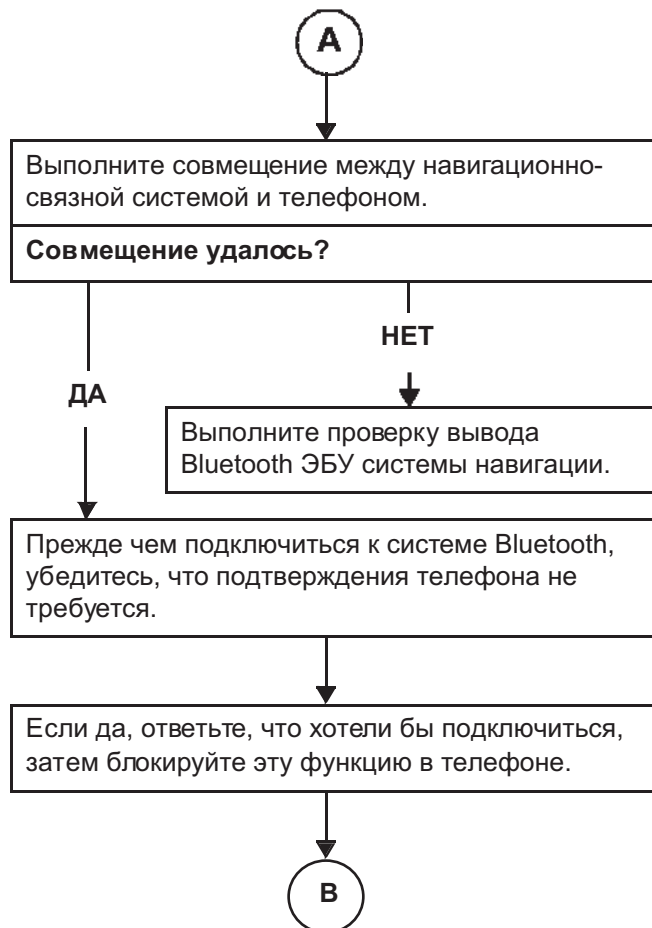 A
Выполните совмещение между навигационно-
связной системой и телефоном.
Совмещение удалось?
НЕТ
ДА
Выполните проверку вывода
Bluetooth ЭБУ системы навигации.
Прежде чем подключиться к системе Bluetooth,
убедитесь, что подтверждения телефона не
требуется.
Если да, ответьте, что хотели бы подключиться,
затем блокируйте эту функцию в телефоне.
В